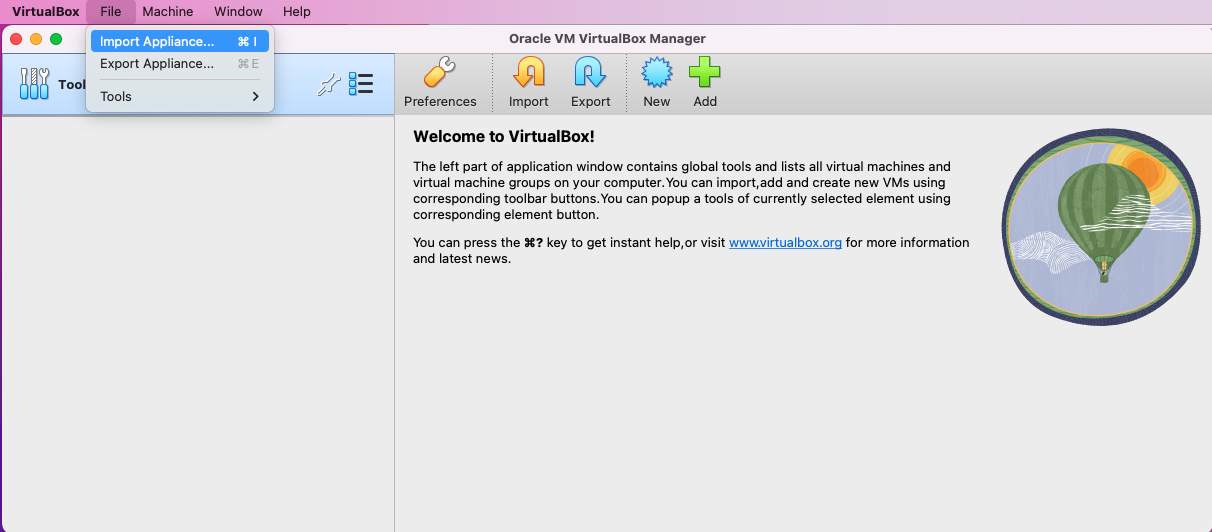 VirtualBox File Machine Window Help
Oracle VM VirtualBox Manager
Import Appliance... ⌘ I
Export Appliance... ⌘ E
Tools
Preferences Import Export New Add
Welcome to VirtualBox!
The left part of application window contains global tools and lists all virtual machines and
virtual machine groups on your computer.You can import,add and create new VMs using
corresponding toolbar buttons.You can popup a tools of currently selected element using
corresponding element button.
You can press the ⌘? key to get instant help,or visit www.virtualbox.org for more information
and latest news.